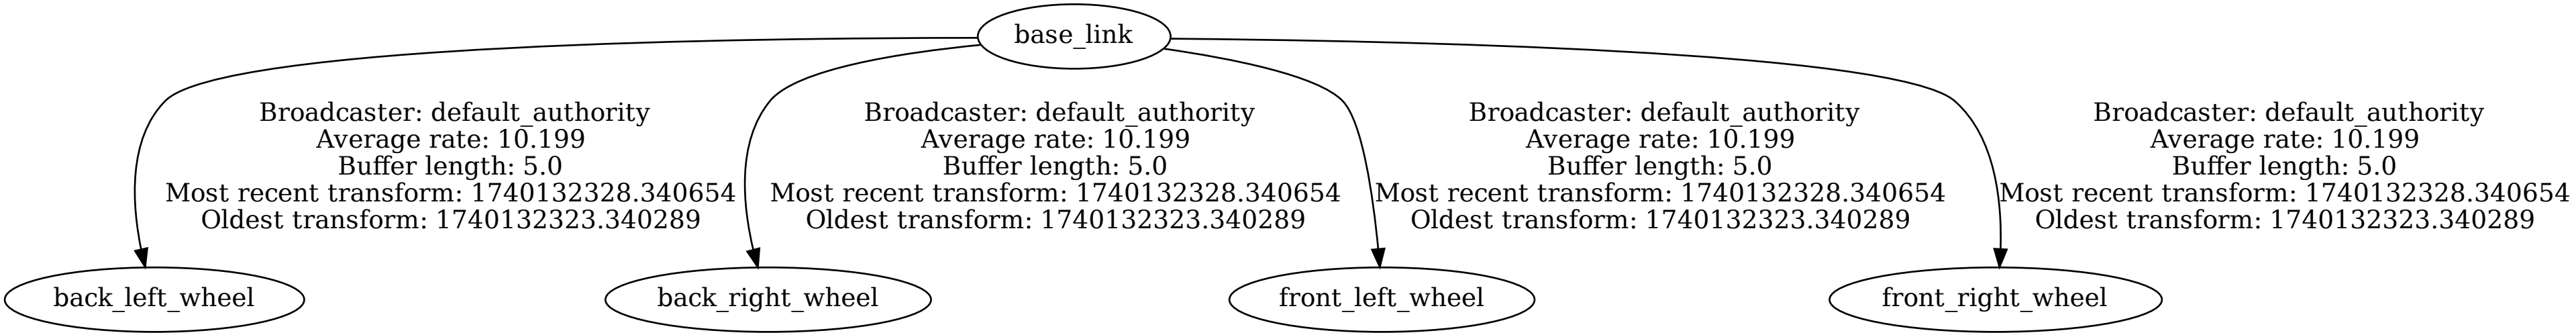 base_link
Broadcaster: default_authority
Average rate: 10.199
Buffer length: 5.0
Most recent transform: 1740132328.340654
Oldest transform: 1740132323.340289
Broadcaster: default_authority
Average rate: 10.199
Buffer length: 5.0
Most recent transform: 1740132328.340654
Oldest transform: 1740132323.340289
Broadcaster: default_authority
Average rate: 10.199
Buffer length: 5.0
Most recent transform: 1740132328.340654
Oldest transform: 1740132323.340289
Broadcaster: default_authority
Average rate: 10.199
Buffer length: 5.0
Most recent transform: 1740132328.340654
Oldest transform: 1740132323.340289
back_left_wheel
back_right_wheel
front_left_wheel
front_right_wheel